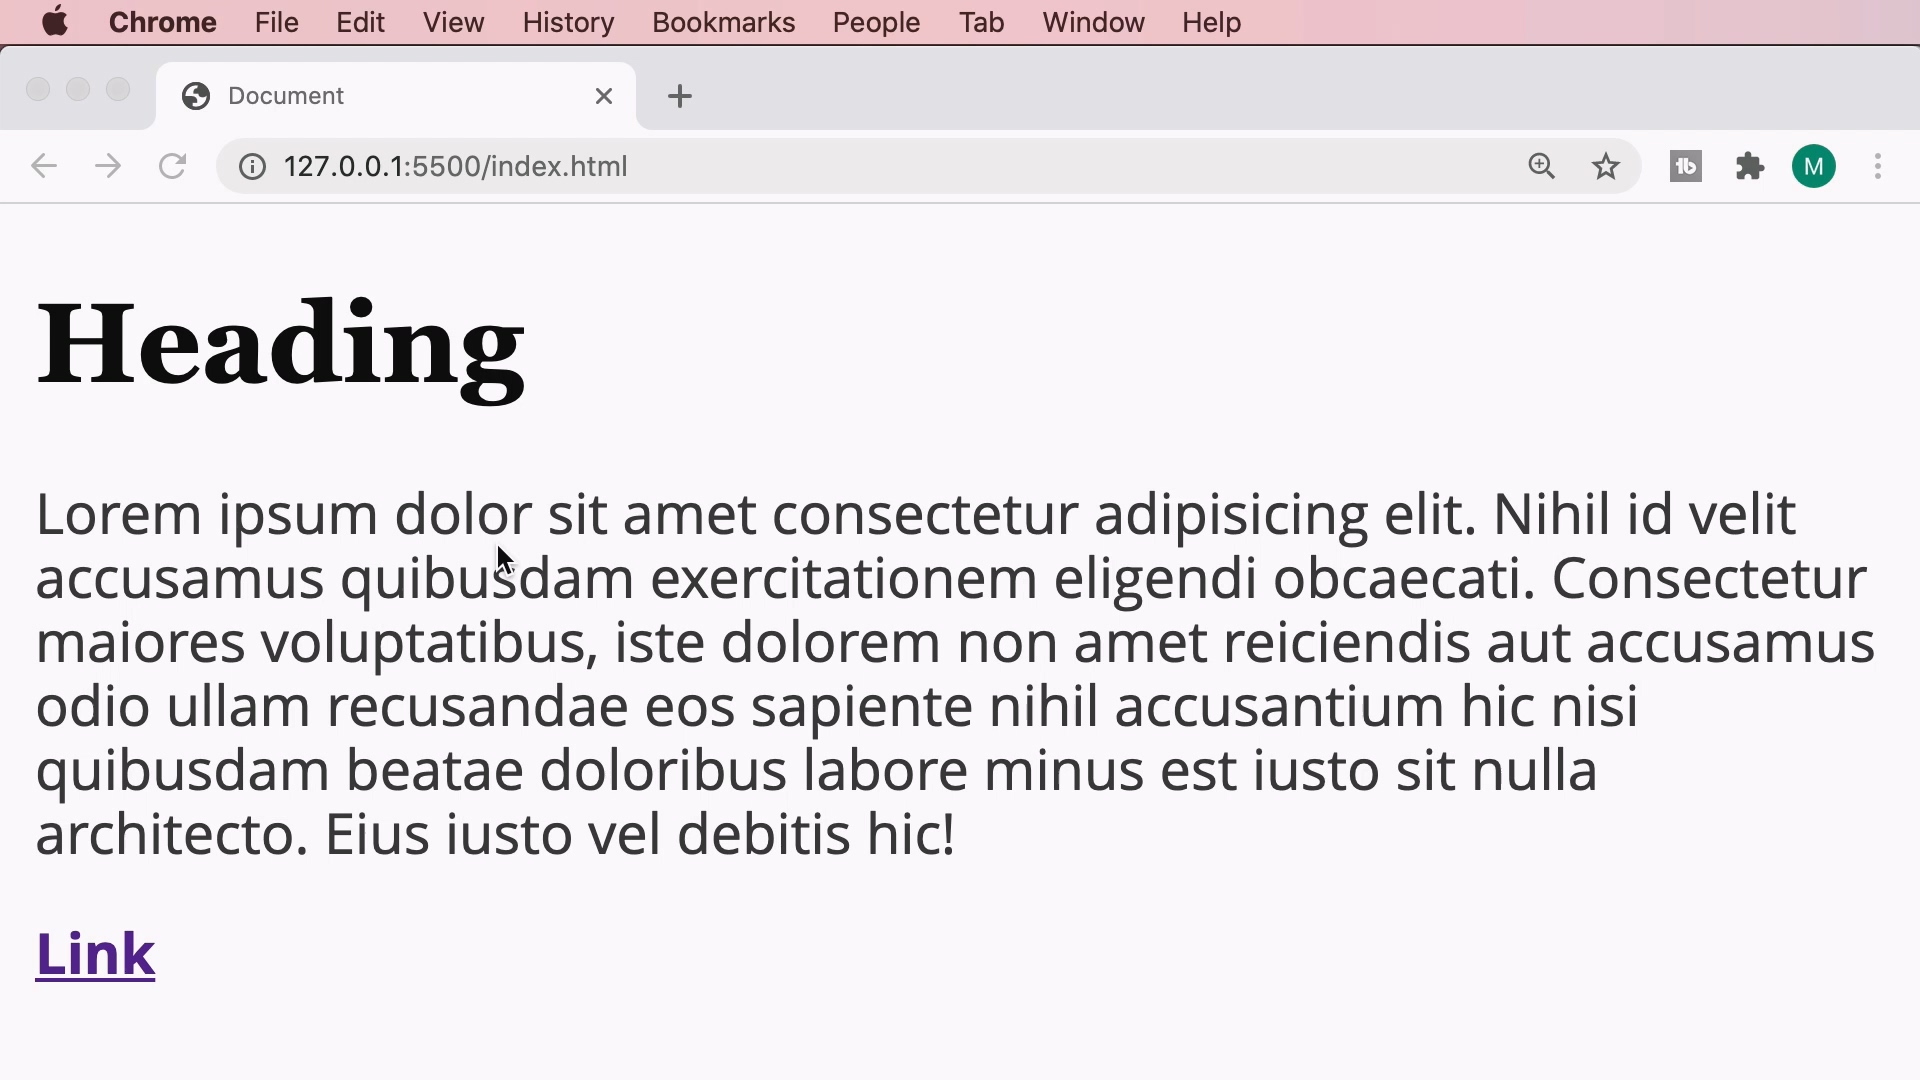 Chrome File Edit View History Bookmarks People Tab Window Help
Document
127.0.0.1:5500/index.html
M
Heading
Lorem ipsum dolor sit amet consectetur adipisicing elit. Nihil id velit
accusamus quibusdam exercitationem eligendi obcaecati. Consectetur
maiores voluptatibus, iste dolorem non amet reiciendis aut accusamus
odio ullam recusandae eos sapiente nihil accusantium hic nisi
quibusdam beatae doloribus labore minus est iusto sit nulla
architecto. Eius iusto vel debitis hic!
Link